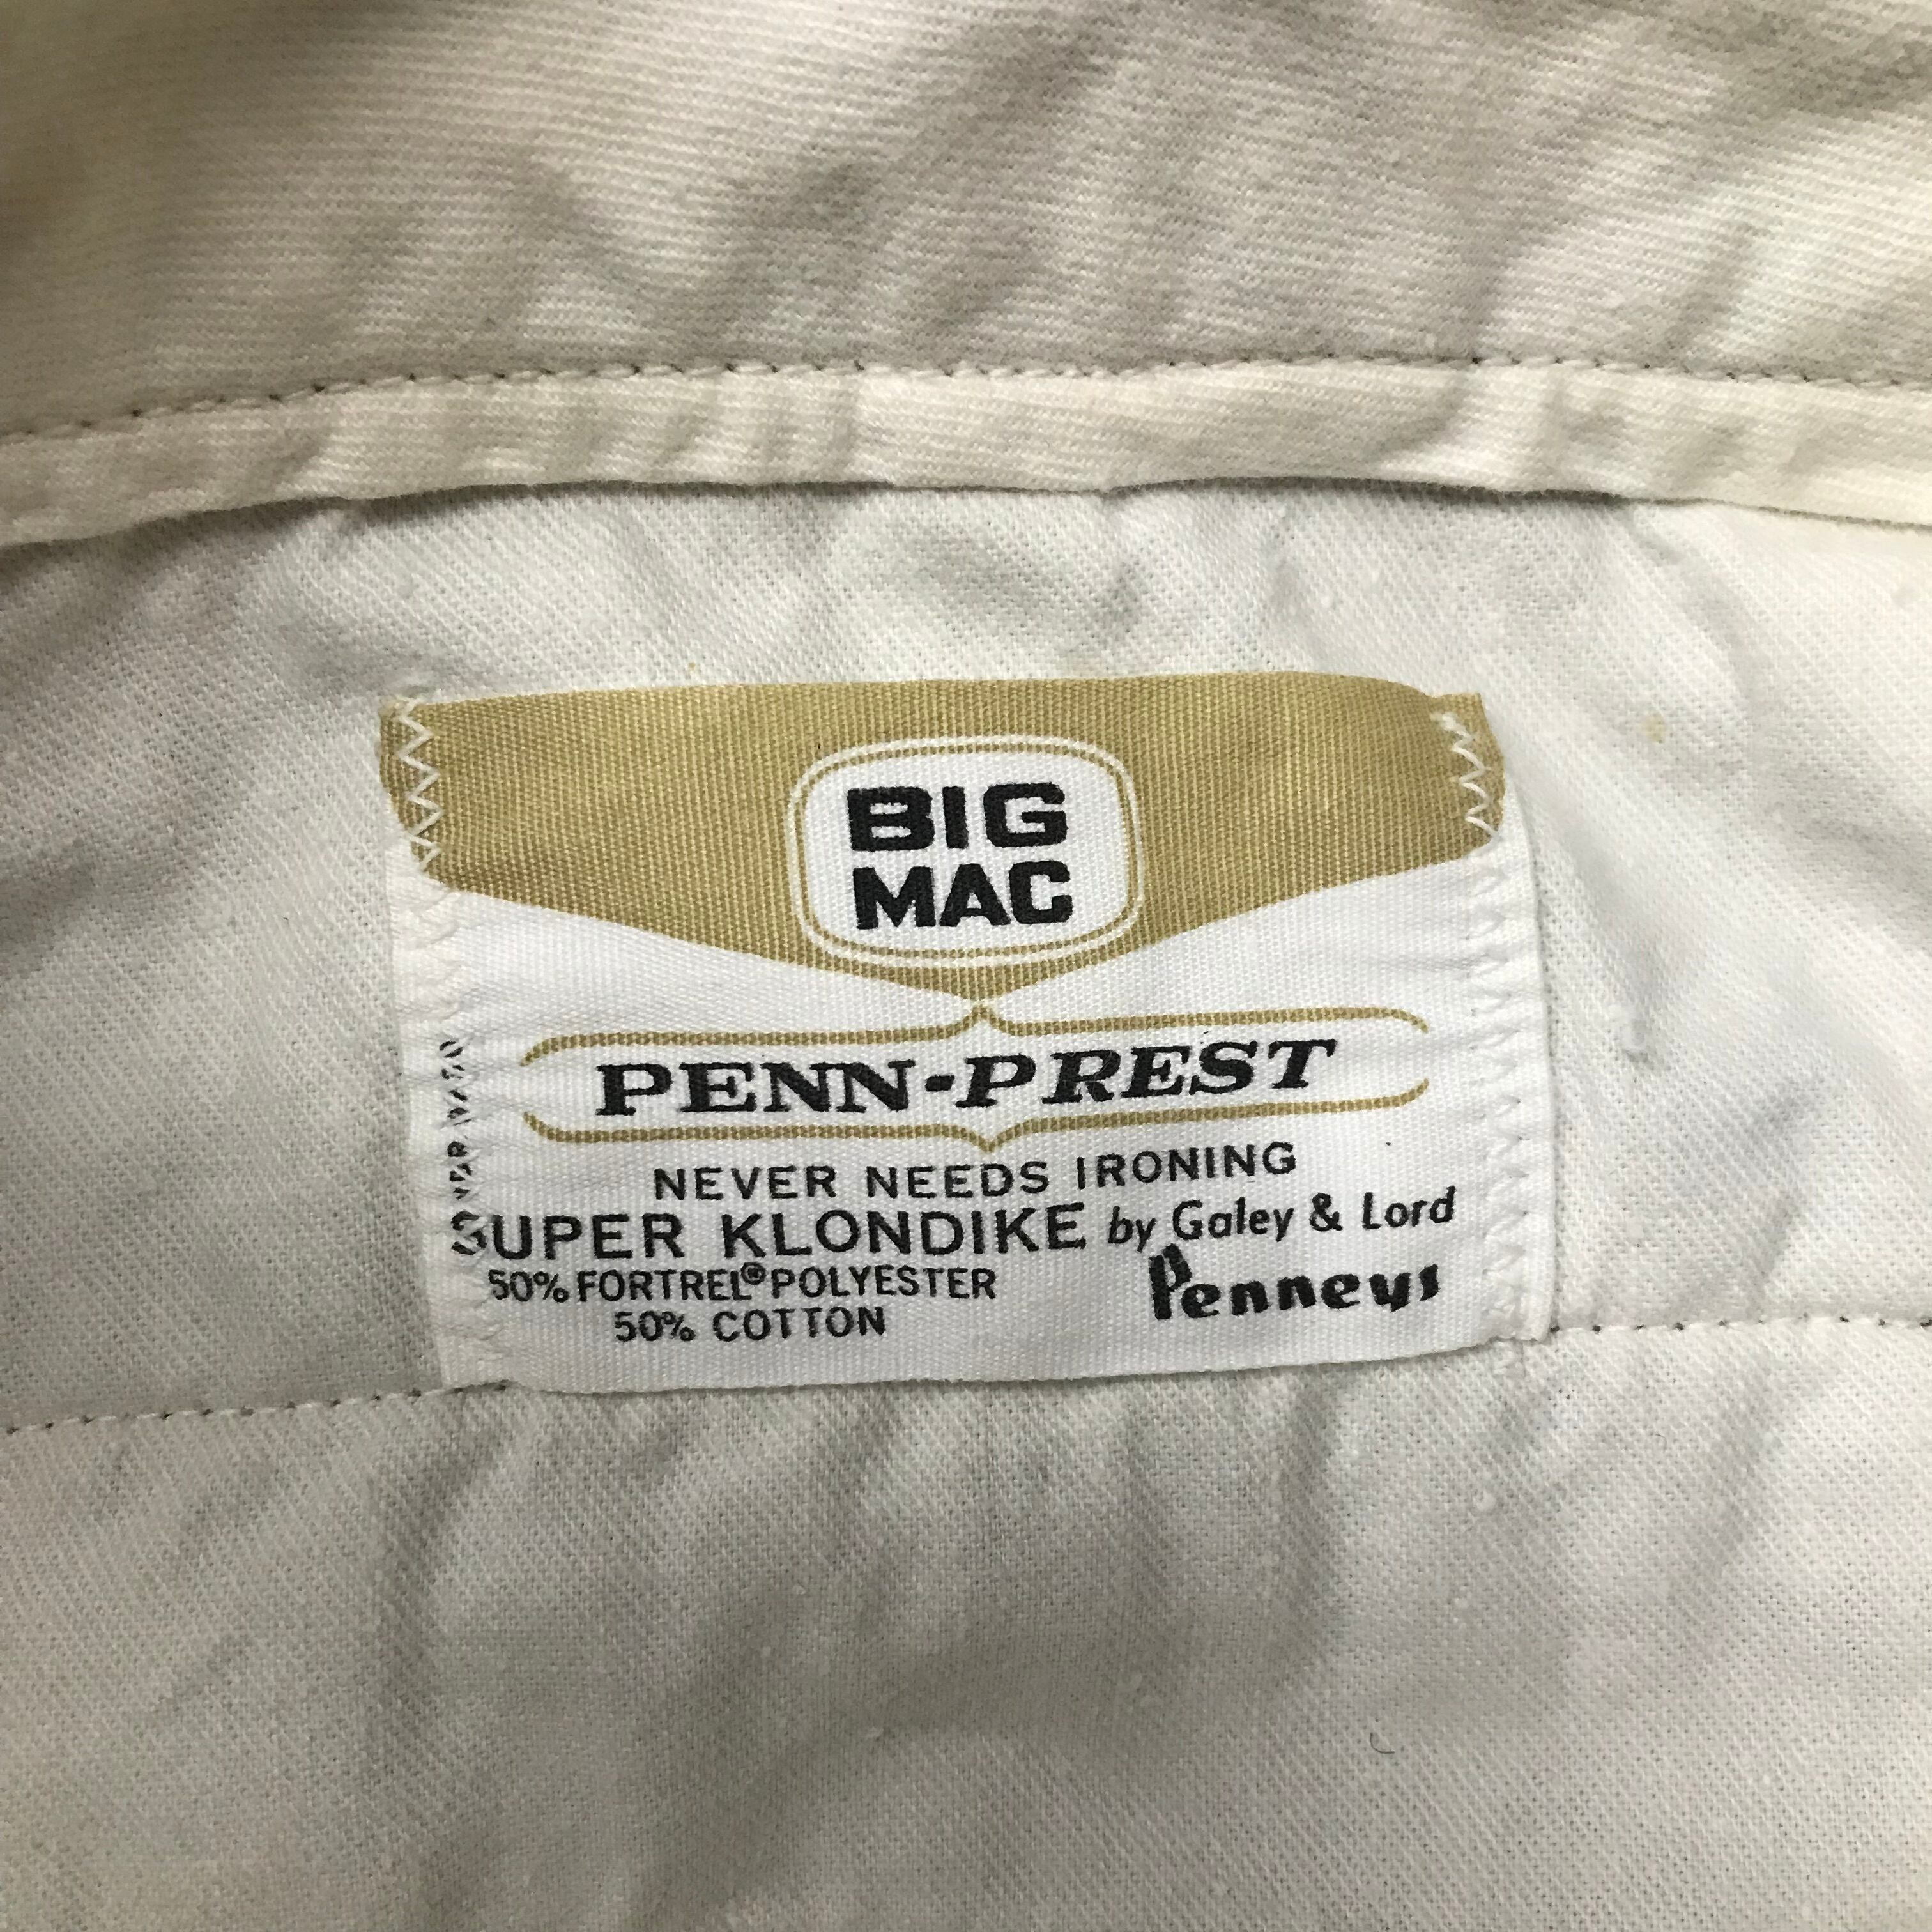 BIG
MAC
PENN-PREST
NEVER NEEDS IRONING
SUPER KLONDIKE by Galey & Lord
50% FORTREL® POLYESTER
50% COTTON
Penneys